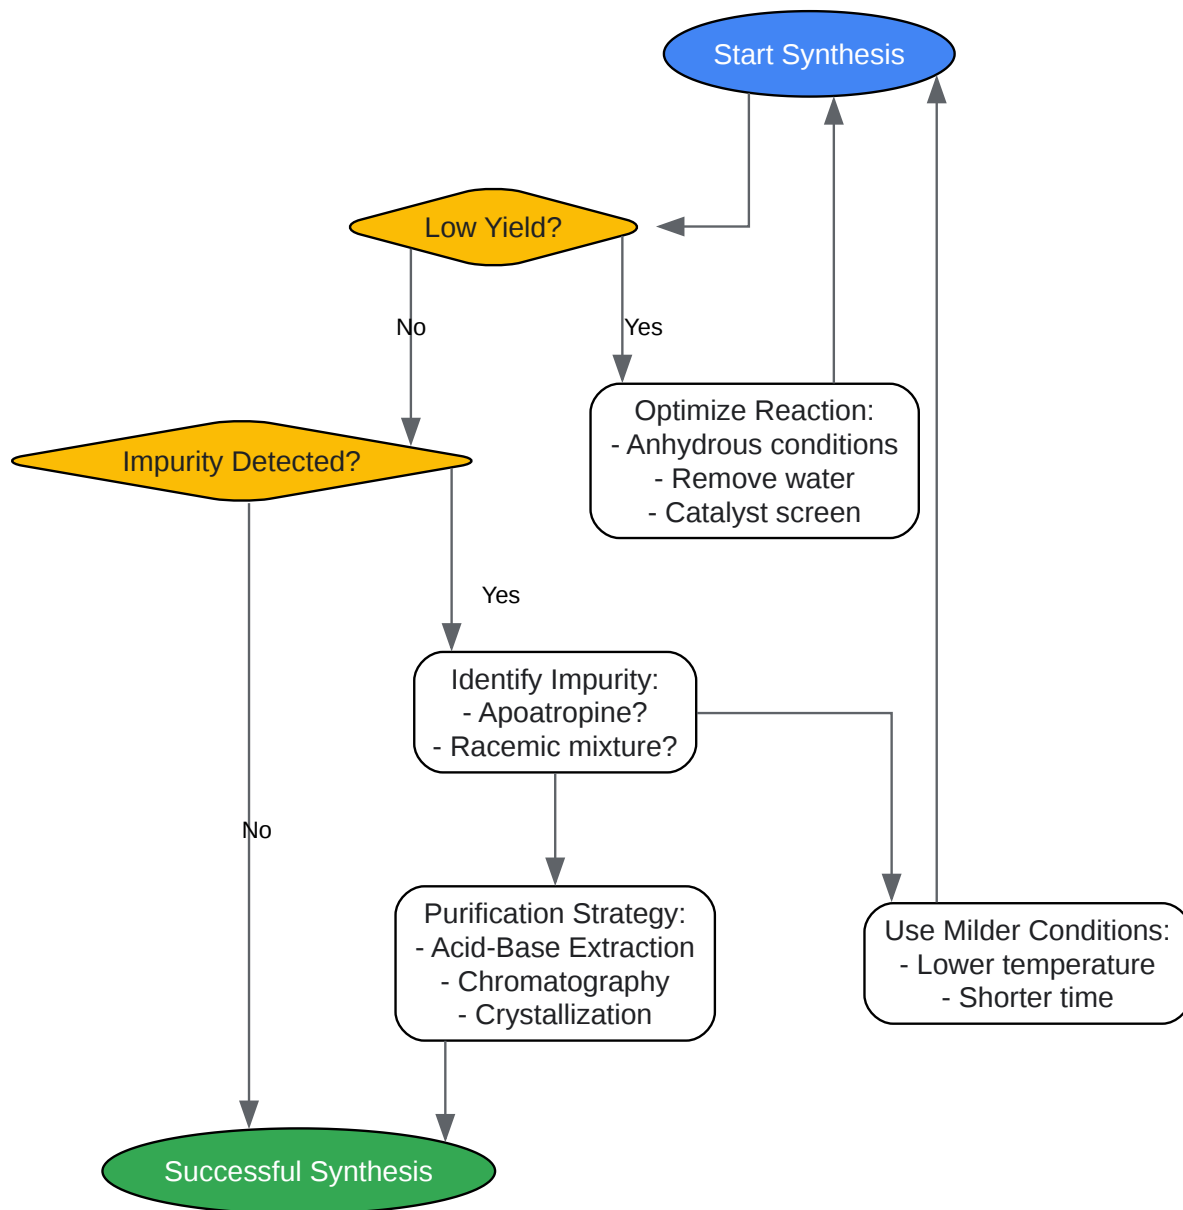 Start Synthesis
Low Yield?
No
Yes
Optimize Reaction:
- Anhydrous conditions
- Remove water
- Catalyst screen
Impurity Detected?
Yes
Identify Impurity:
- Apoatropine?
- Racemic mixture?
No
Purification Strategy:
- Acid-Base Extraction
- Chromatography
- Crystallization
Use Milder Conditions:
- Lower temperature
- Shorter time
Successful Synthesis